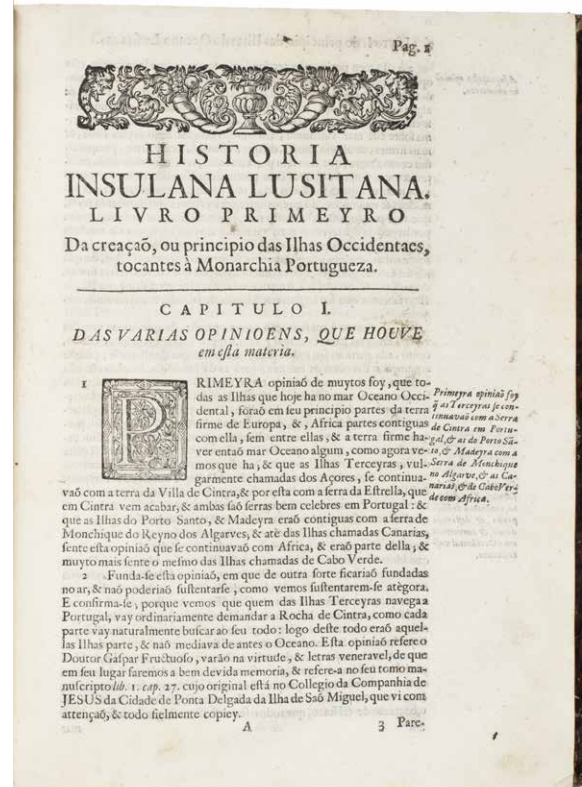 Pag. 1
HISTORIA
INSULANA LUSITANA.
LIVRO PRIMEYRO
Da creaçaõ, ou principio das Ilhas Occidentaes,
tocantes à Monarchia Portugueza.
CAPITULO I.
DAS VARIAS OPINIOENS, QUE HOUVE
em esta materia.
1 PRIMEYRA opiniaõ de muytos foy, que to-
das as Ilhas que hoje ha no mar Oceano Occi-
dental, foraõ em seu principio partes da terra
firme de Europa, &, Africa partes contiguas
com ella, sem entre ellas, & a terra firme ha-
ver entaõ mar Oceano algum, como agora ve-
mos que ha, & que as Ilhas Terceyras, vul-
garmente chamadas dos Açores, se continua-
vaõ com a terra da Villa de Cintra, & por esta com a serra da Estrella, que
em Cintra vem acabar, & ambas saõ serras bem celebres em Portugal: &
que as Ilhas do Porto Santo, & Madeyra eraõ contiguas com a serra de
Monchique do Reyno dos Algarves, & atè das Ilhas chamadas Canarias,
sente esta opiniaõ que se continuavaõ com Africa, & eraõ parte della; &
muyto mais sente o mesmo das Ilhas chamadas de Cabo Verde.
Primeyra opiniaõ foy
q̃ as Terceyras se con-
tinuavaõ com a Serra
de Cintra em Portu-
gal, & as do Porto Sã-
to, & Madeyra com a
Serra de Monchique
no Algarve, & as Ca-
narias, & de Cabo Ver-
de com Africa.
2 Funda-se esta opiniaõ, em que de outra sorte ficariaõ fundadas
no ar, & naõ poderiaõ sustentarse, como vemos sustentarem-se atègora.
E confirma-se, porque vemos que quem das Ilhas Terceyras navega a
Portugal, vay ordinariamente demandar a Rocha de Cintra, como cada
parte vay naturalmente buscar ao seu todo: logo deste todo eraõ aquel-
las Ilhas parte, & naõ mediava de antes o Oceano. Esta opiniaõ refere o
Doutor Gaspar Fructuoso, varaõ na virtude, & letras veneravel, de que
em seu lugar faremos a bem devida memoria, & refere-a no seu tomo ma-
nuscripto lib. 1. cap. 27. cujo original está no Collegio da Companhia de
JESUS da Cidade de Ponta Delgada da Ilha de Saõ Miguel, que vi com
attençaõ, & todo fielmente copiey.
A 3 Pare-